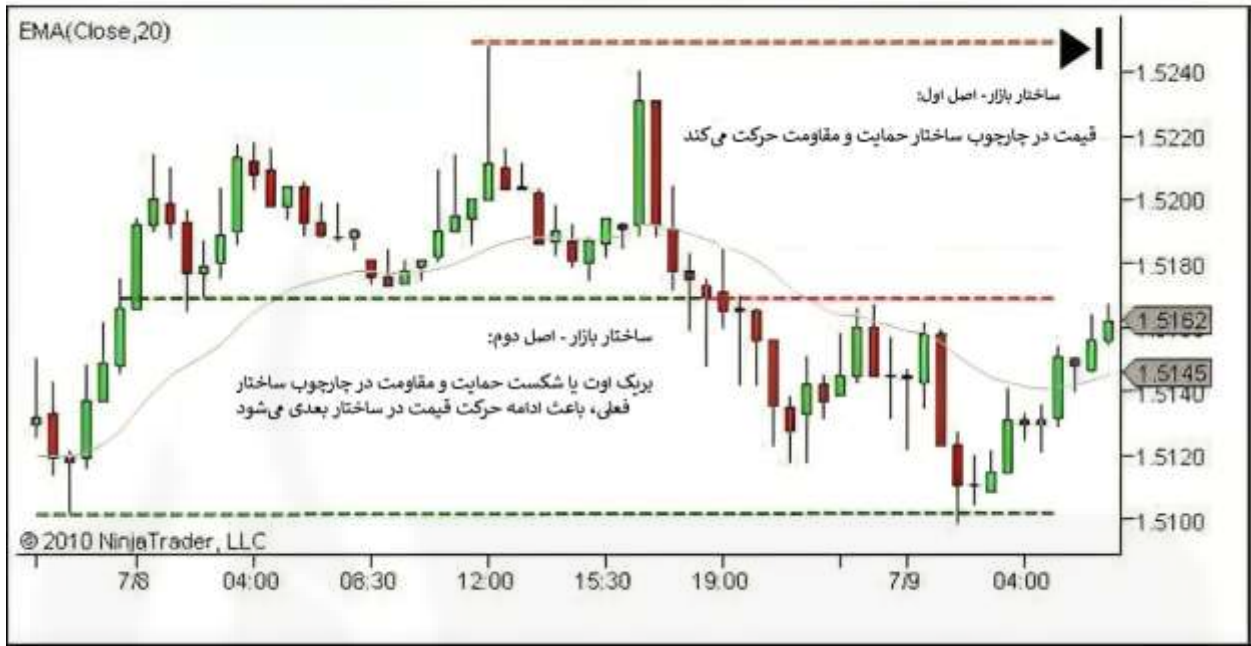 EMA(Close,20)
1.5240
ساختار بازار- اصل اول:
قیمت در چارچوب ساختار حمایت و مقاومت حرکت می‌کند
1.5220
1.5200
1.5180
1.5162
ساختار بازار - اصل دوم:
بریک اوت یا شکست حمایت و مقاومت در چارچوب ساختار
فعلی، باعث ادامه حرکت قیمت در ساختار بعدی می‌شود
1.5145
1.5140
1.5120
1.5100
© 2010 NinjaTrader, LLC
7/8 04:00 08:30 12:00 15:30 19:00 7/9 04:00